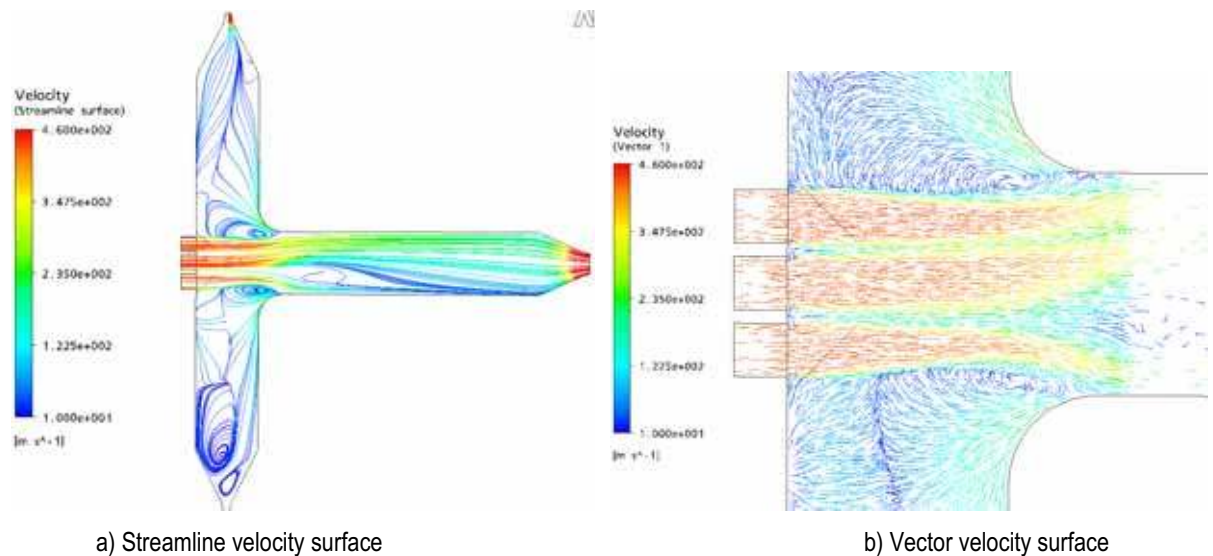 Velocity
(Streamline surface)
4.600e+002
3.475e+002
2.350e+002
1.225e+002
1.000e+001
[m s^-1]
Velocity
(Vector 1)
4.600e+002
3.475e+002
2.350e+002
1.225e+002
1.000e+001
[m s^-1]
a) Streamline velocity surface
b) Vector velocity surface